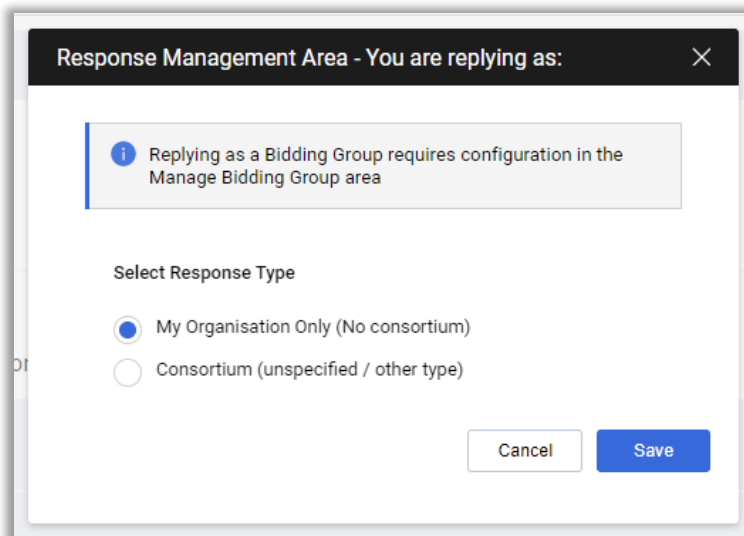 Response Management Area - You are replying as:
Replying as a Bidding Group requires configuration in the
Manage Bidding Group area
Select Response Type
My Organisation Only (No consortium)
Consortium (unspecified / other type)
Cancel Save